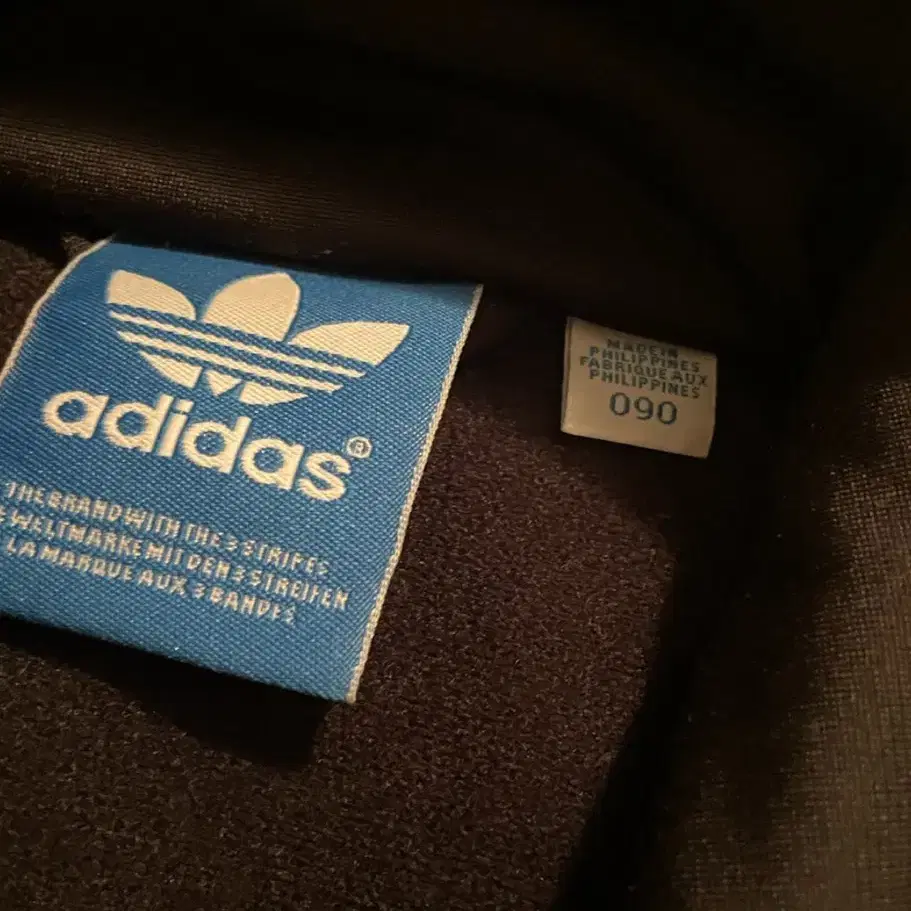 adidas®
THE BRAND WITH THE 3 STRIPES
WELTMARKE MIT DEN 3 STREIFEN
LA MARQUE AUX 3 BANDES
MADE IN
PHILIPPINES
FABRIQUE AUX
PHILIPPINES
090